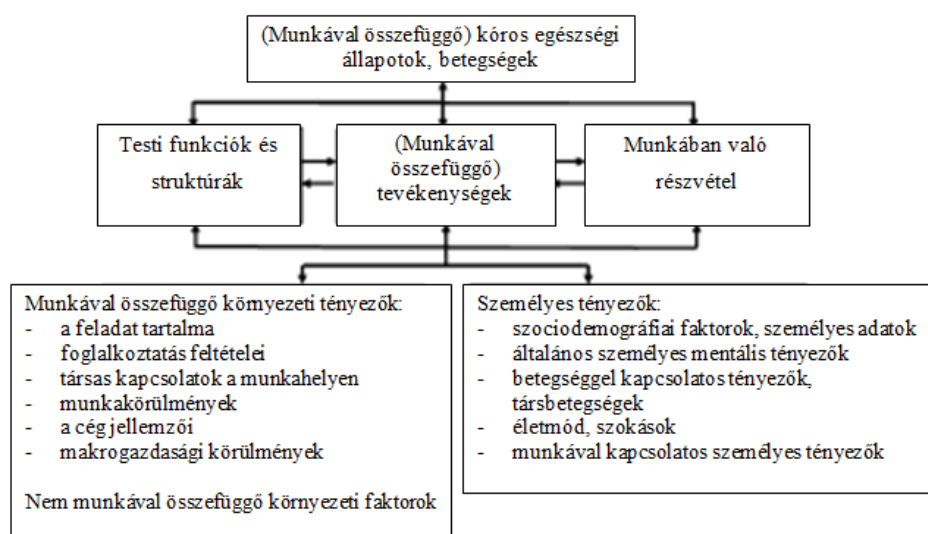 (Munkával összefüggő) kóros egészségi
állapotok, betegségek
Testi funkciók és
struktúrák
(Munkával
összefüggő)
tevékenységek
Munkában való
részvétel
Munkával összefüggő környezeti tényezők:
- a feladat tartalma
- foglalkoztatás feltételei
- társas kapcsolatok a munkahelyen
- munkakörülmények
- a cég jellemzői
- makrogazdasági körülmények
Nem munkával összefüggő környezeti faktorok
Személyes tényezők:
- szociodemográfiai faktorok, személyes adatok
- általános személyes mentális tényezők
- betegséggel kapcsolatos tényezők,
társbetegségek
- életmód, szokások
- munkával kapcsolatos személyes tényezők